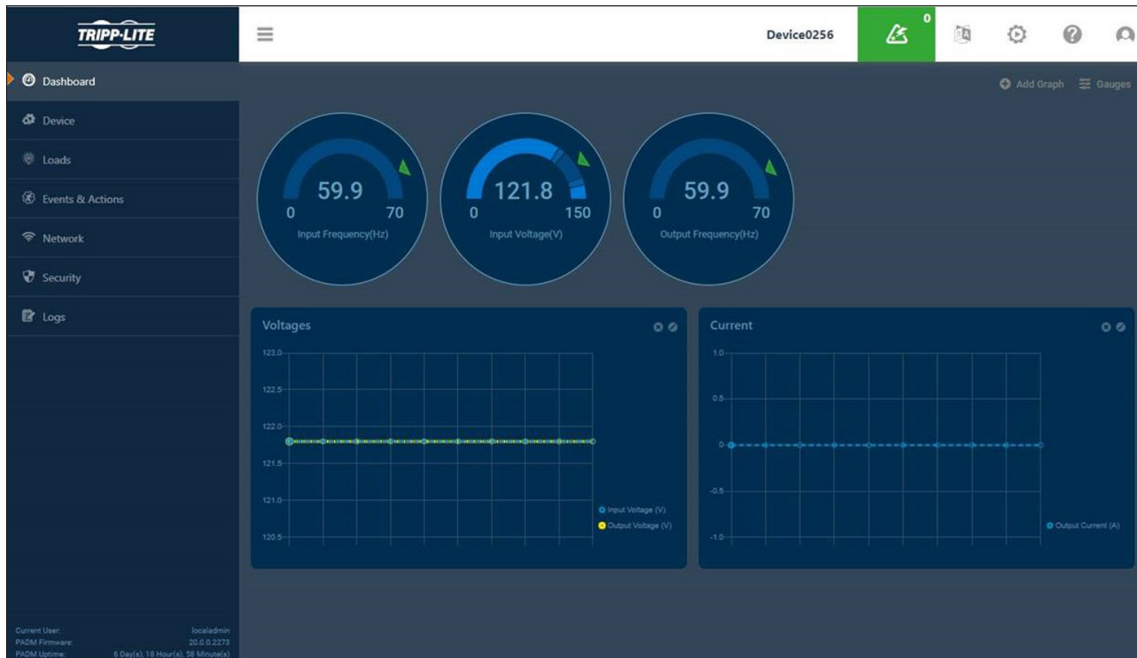 TRIPP·LITE
Device0256
0
Dashboard
Device
Loads
Events & Actions
Network
Security
Logs
Add Graph
Gauges
59.9
0 70
Input Frequency(Hz)
121.8
0 150
Input Voltage(V)
59.9
0 70
Output Frequency(Hz)
Voltages
123.0
122.5
122.0
121.5
121.0
120.5
Input Voltage (V)
Output Voltage (V)
Current
1.0
0.5
0
-0.5
-1.0
Output Current (A)
Current User: localadmin
PADM Firmware: 20.0.0.2273
PADM Uptime: 6 Day(s), 18 Hour(s), 58 Minute(s)